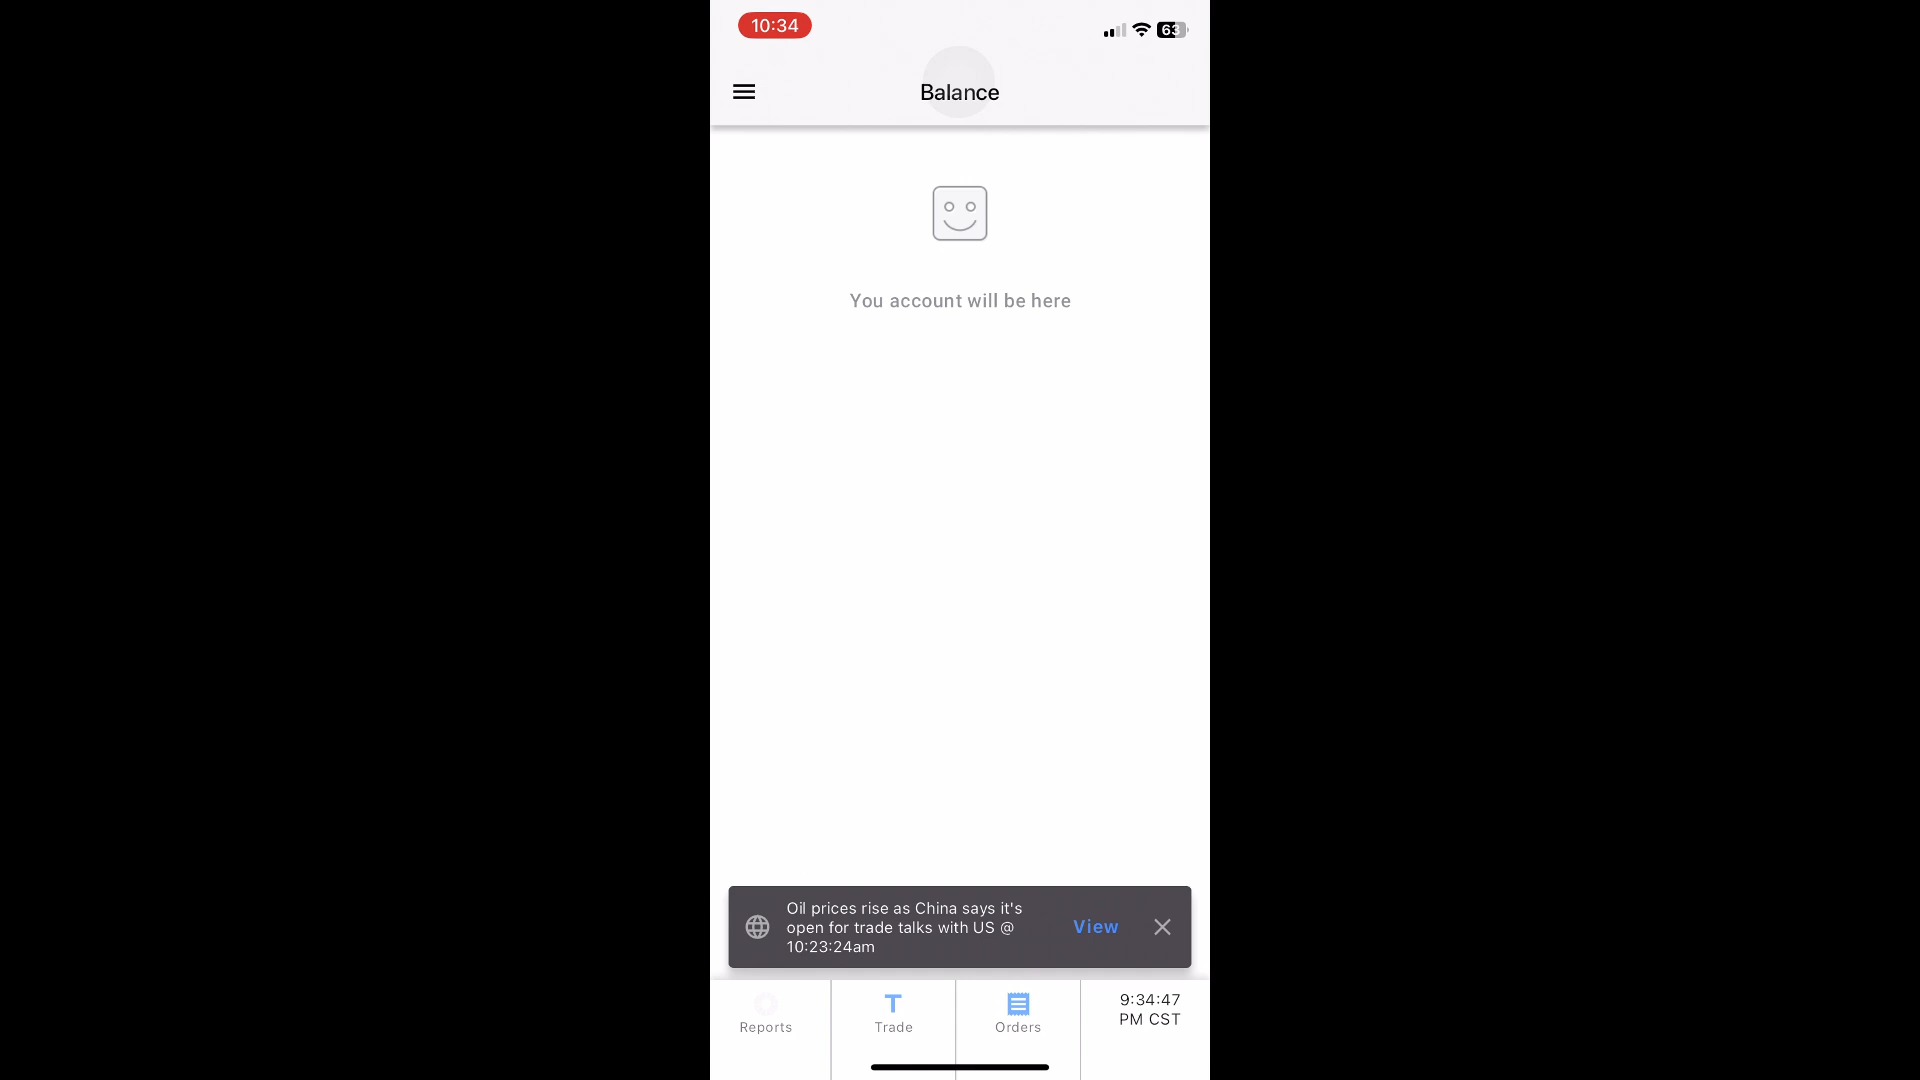 10:34
63
Balance
You account will be here
Oil prices rise as China says it's
open for trade talks with US @
10:23:24am
View
Reports
T
Trade
Orders
9:34:47
PM CST